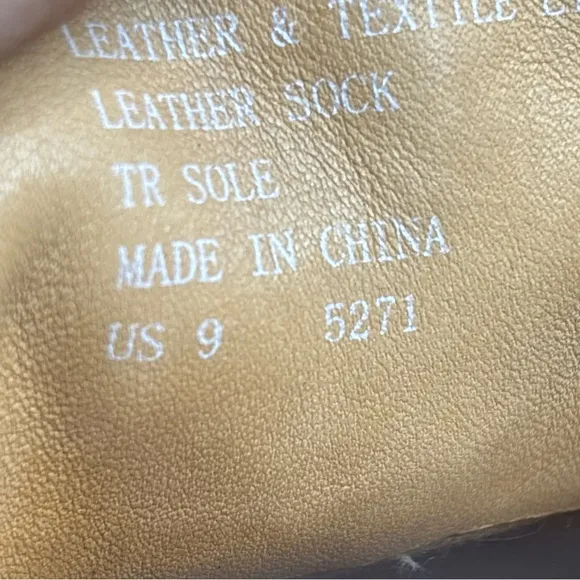 LEATHER & TEXTILE
LEATHER SOCK
TR SOLE
MADE IN CHINA
US 9 5271